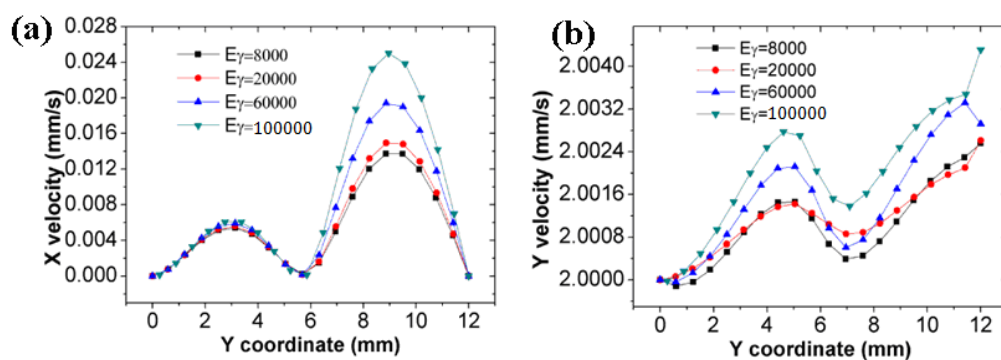 (a)
X velocity (mm/s)
0.028
0.024
0.020
0.016
0.012
0.008
0.004
0.000
Eγ=8000
Eγ=20000
Eγ=60000
Eγ=100000
0 2 4 6 8 10 12
Y coordinate (mm)
(b)
Y velocity (mm/s)
2.0040
2.0032
2.0024
2.0016
2.0008
2.0000
Eγ=8000
Eγ=20000
Eγ=60000
Eγ=100000
0 2 4 6 8 10 12
Y coordinate (mm)